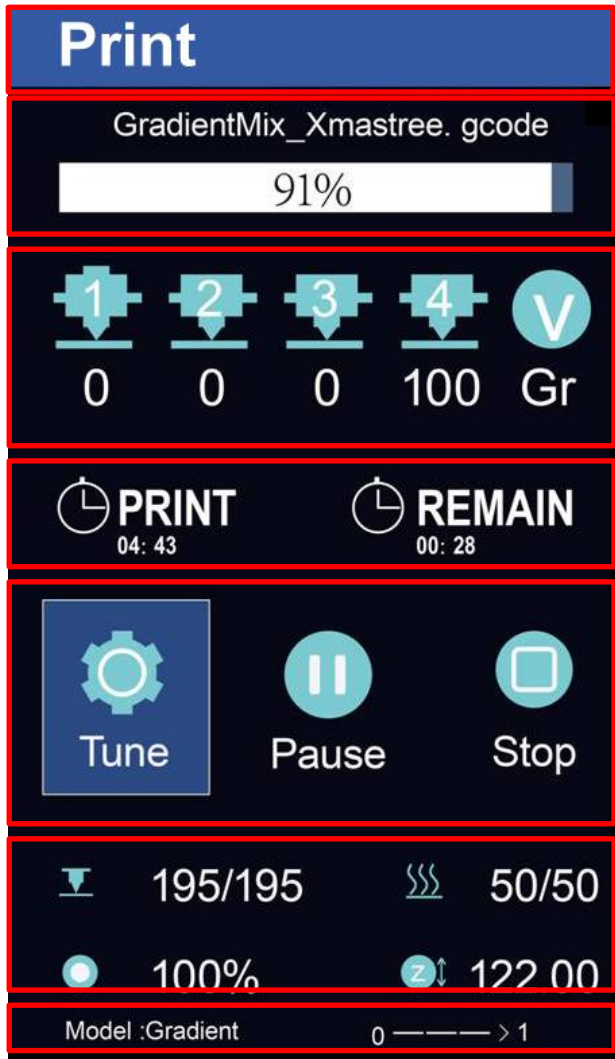 Print
GradientMix_Xmastree. gcode
91%
1 2 3 4 V
0 0 0 100 Gr
PRINT REMAIN
04: 43 00: 28
Tune Pause Stop
195/195 50/50
100% Z 122.00
Model :Gradient 0 ———> 1